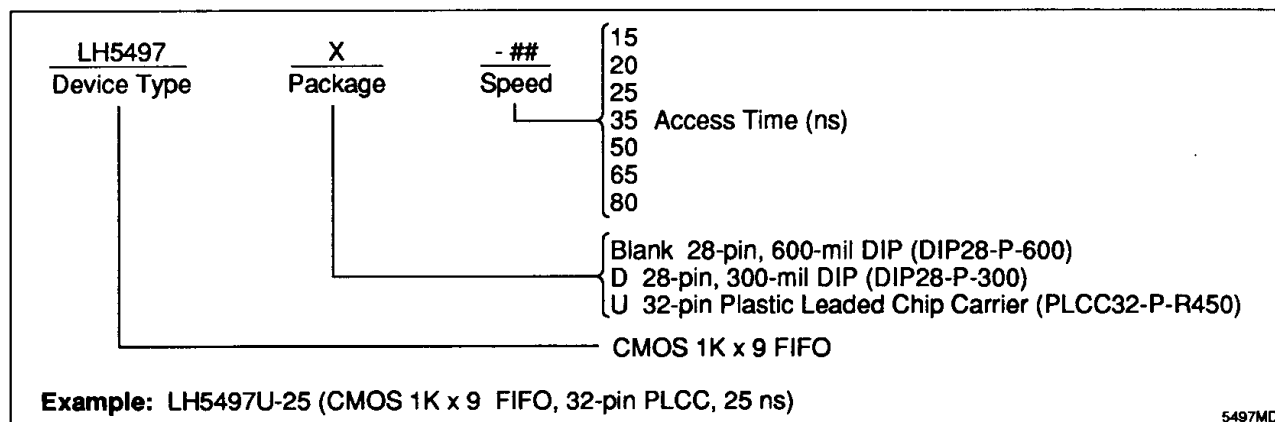 LH5497 X - ##
Device Type Package Speed
15
20
25
35 Access Time (ns)
50
65
80
Blank 28-pin, 600-mil DIP (DIP28-P-600)
D 28-pin, 300-mil DIP (DIP28-P-300)
U 32-pin Plastic Leaded Chip Carrier (PLCC32-P-R450)
CMOS 1K x 9 FIFO
Example: LH5497U-25 (CMOS 1K x 9 FIFO, 32-pin PLCC, 25 ns)
5497MD